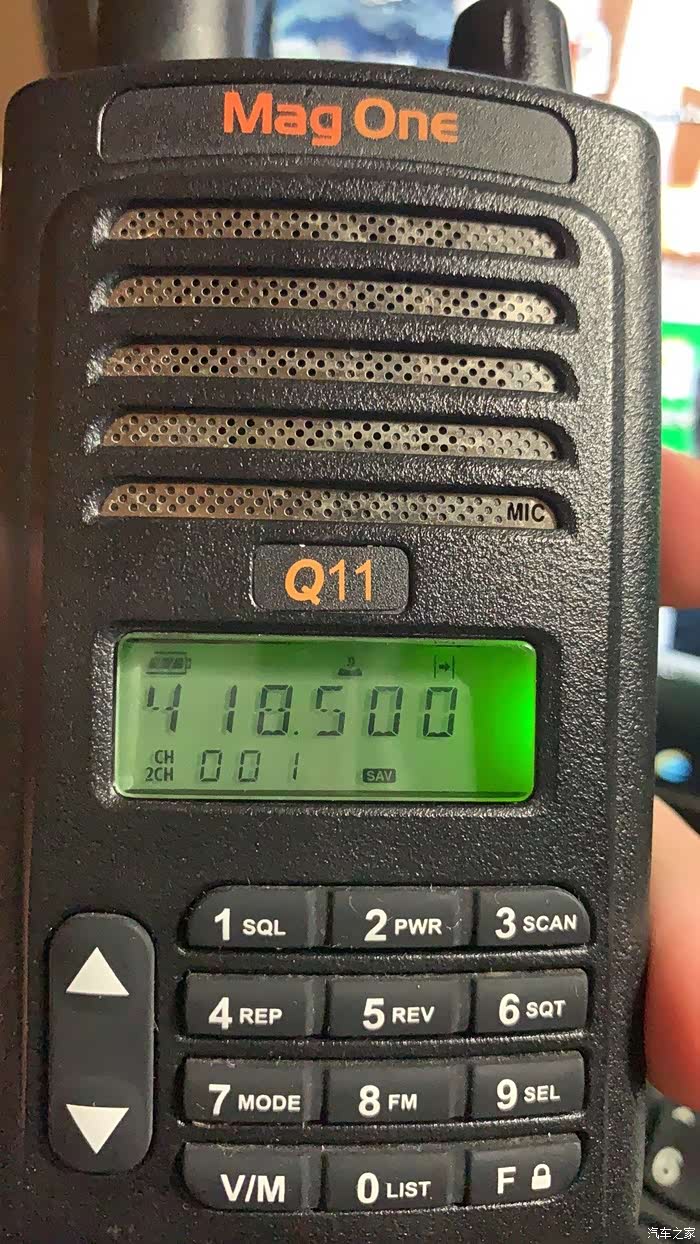 Mag One
MIC
Q11
418.500
CH
2CH 001 SAV
1 SQL 2 PWR 3 SCAN
4 REP 5 REV 6 SQT
7 MODE 8 FM 9 SEL
V/M 0 LIST F
汽车之家